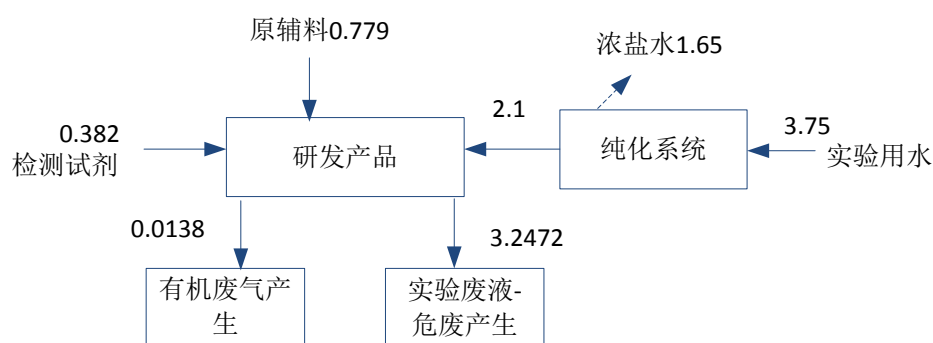 原辅料0.779
浓盐水1.65
2.1
0.382
检测试剂
研发产品
纯化系统
3.75
实验用水
0.0138
3.2472
有机废气产
生
实验废液-
危废产生